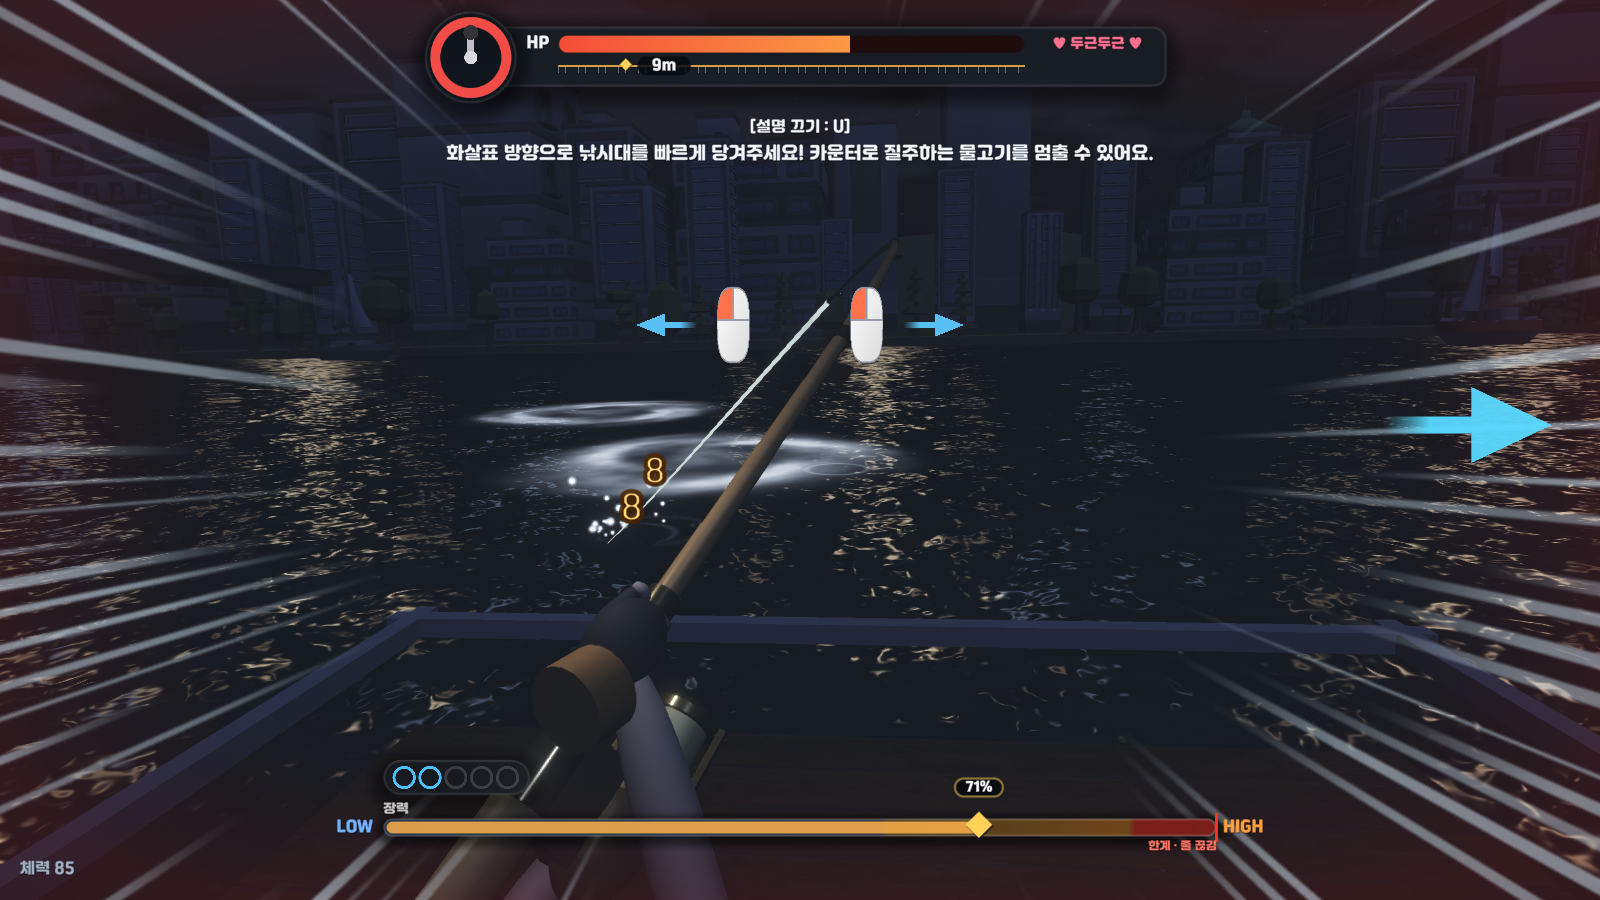 HP
♥ 두근두근 ♥
9m
[설명 끄기 : U]
화살표 방향으로 낚시대를 빠르게 당겨주세요! 카운터로 질주하는 물고기를 멈출 수 있어요.
8
8
71%
장력
LOW
HIGH
한계 · 줄 끊김
체력 85